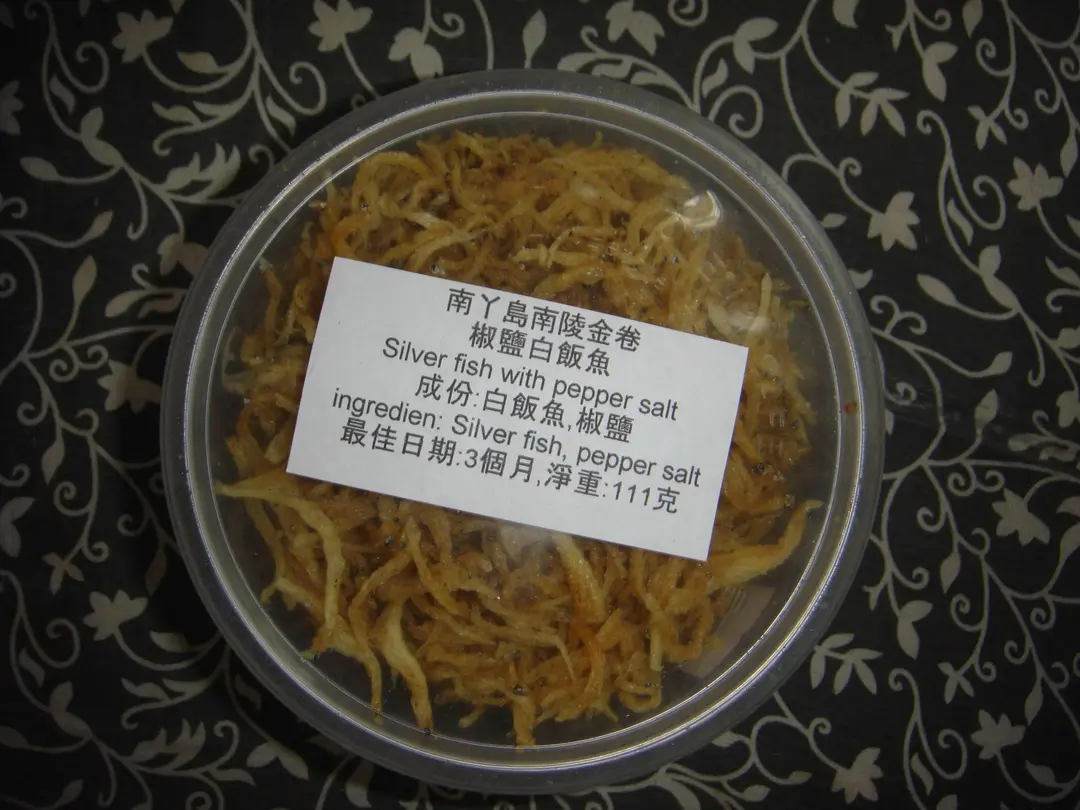 南丫島南陵金卷
椒鹽白飯魚
Silver fish with pepper salt
成份:白飯魚,椒鹽
ingredien: Silver fish, pepper salt
最佳日期:3個月,淨重:111克